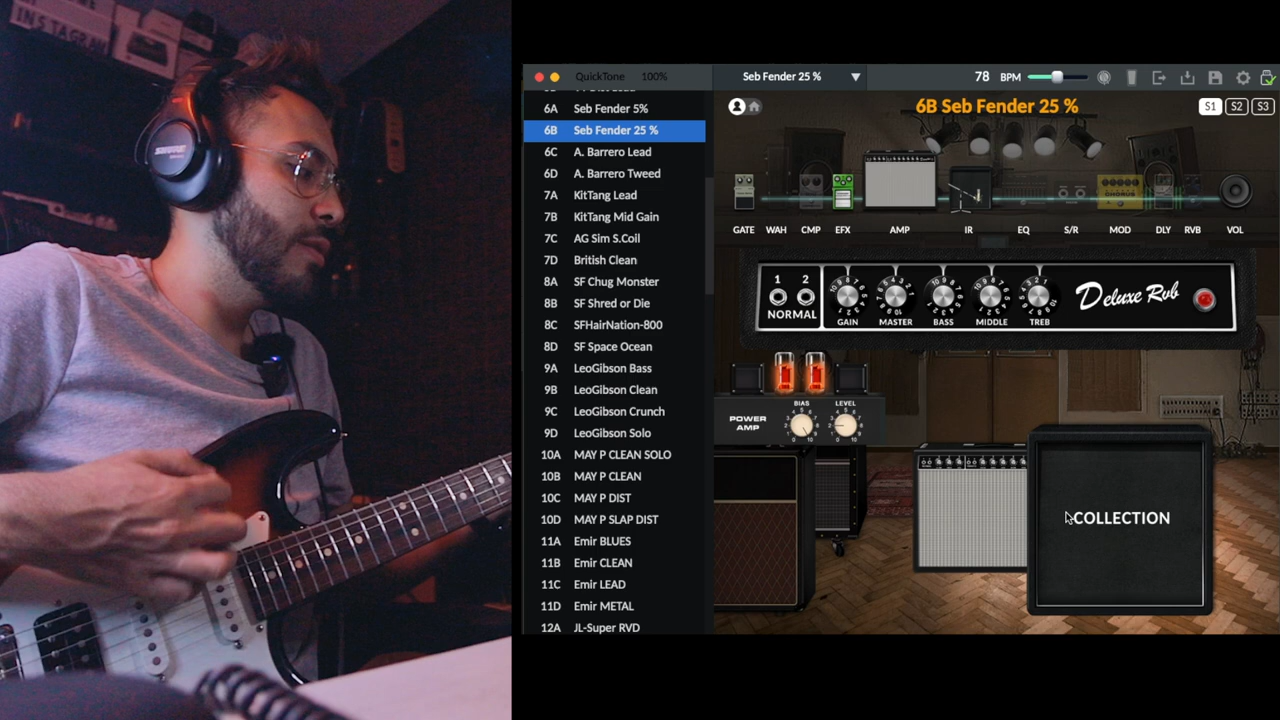 INSTAGRAM
SHURE
QuickTone 100%
Seb Fender 25 %
78 BPM
6A Seb Fender 5%
6B Seb Fender 25 %
6C A. Barrero Lead
6D A. Barrero Tweed
7A KitTang Lead
7B KitTang Mid Gain
7C AG Sim S.Coil
7D British Clean
8A SF Chug Monster
8B SF Shred or Die
8C SFHairNation-800
8D SF Space Ocean
9A LeoGibson Bass
9B LeoGibson Clean
9C LeoGibson Crunch
9D LeoGibson Solo
10A MAY P CLEAN SOLO
10B MAY P CLEAN
10C MAY P DIST
10D MAY P SLAP DIST
11A Emir BLUES
11B Emir CLEAN
11C Emir LEAD
11D Emir METAL
12A JL-Super RVD
6B Seb Fender 25 %
S1 S2 S3
CHORUS
GATE WAH CMP EFX AMP IR EQ S/R MOD DLY RVB VOL
1 2
NORMAL
GAIN MASTER BASS MIDDLE TREB
Deluxe Rvb
POWER AMP
BIAS LEVEL
COLLECTION